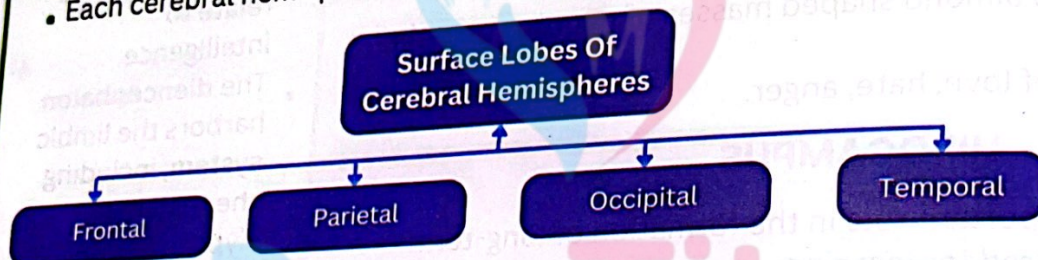 • Each cerebral
Surface Lobes Of
Cerebral Hemispheres
Frontal
Parietal
Occipital
Temporal